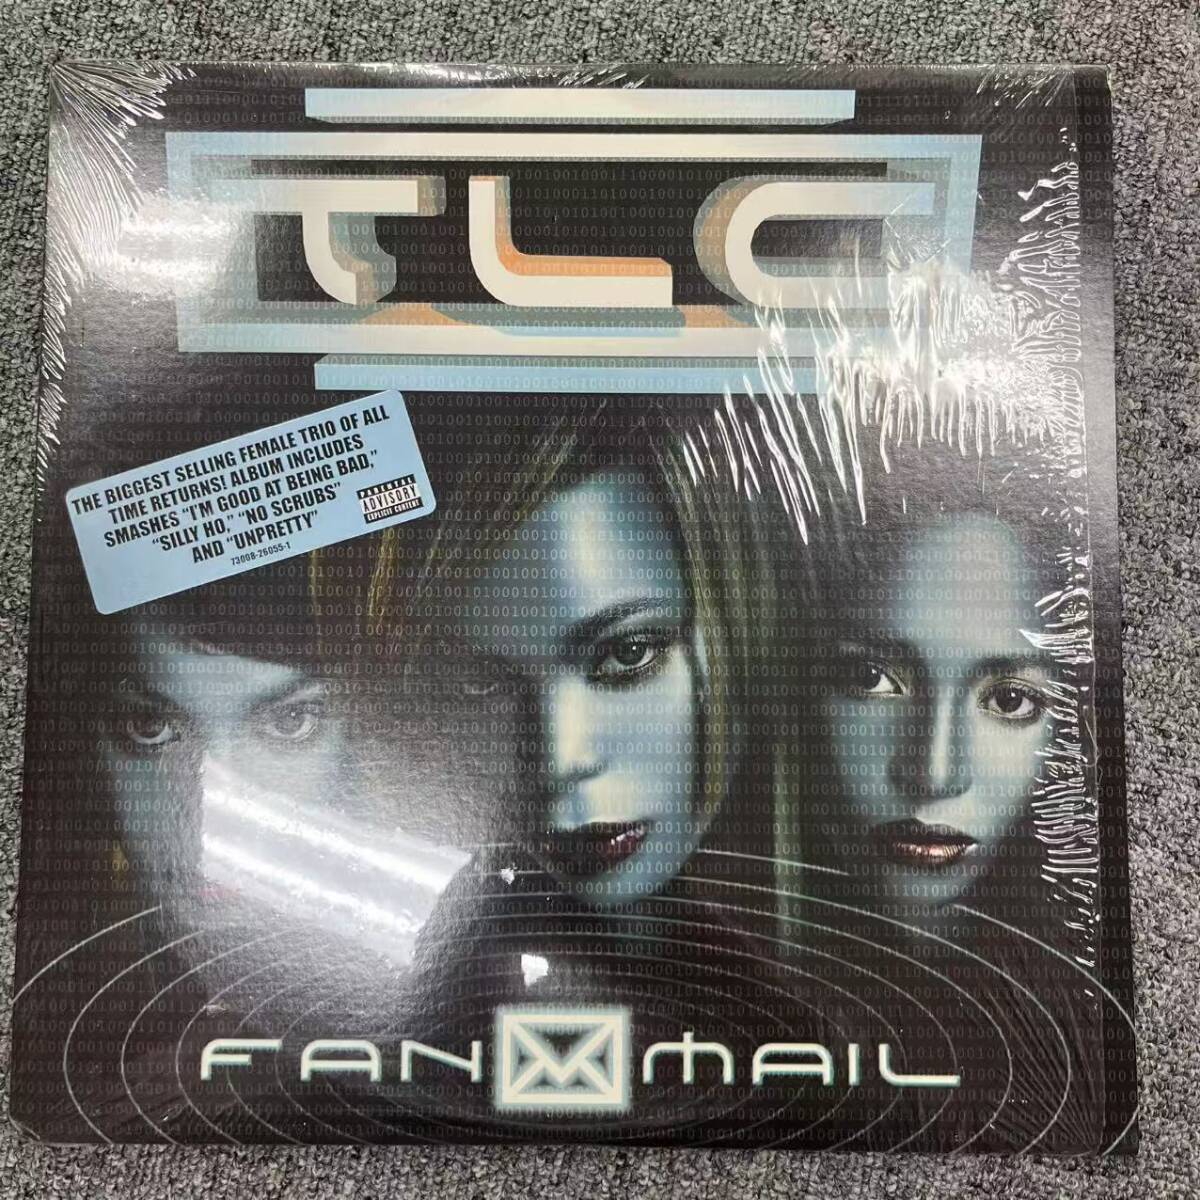 TLC
THE BIGGEST SELLING FEMALE TRIO OF ALL
TIME RETURNS! ALBUM INCLUDES
SMASHES "I'M GOOD AT BEING BAD,"
"SILLY HO," "NO SCRUBS"
AND "UNPRETTY"
73008-26055-1
PARENTAL
ADVISORY
EXPLICIT CONTENT
FANMAIL